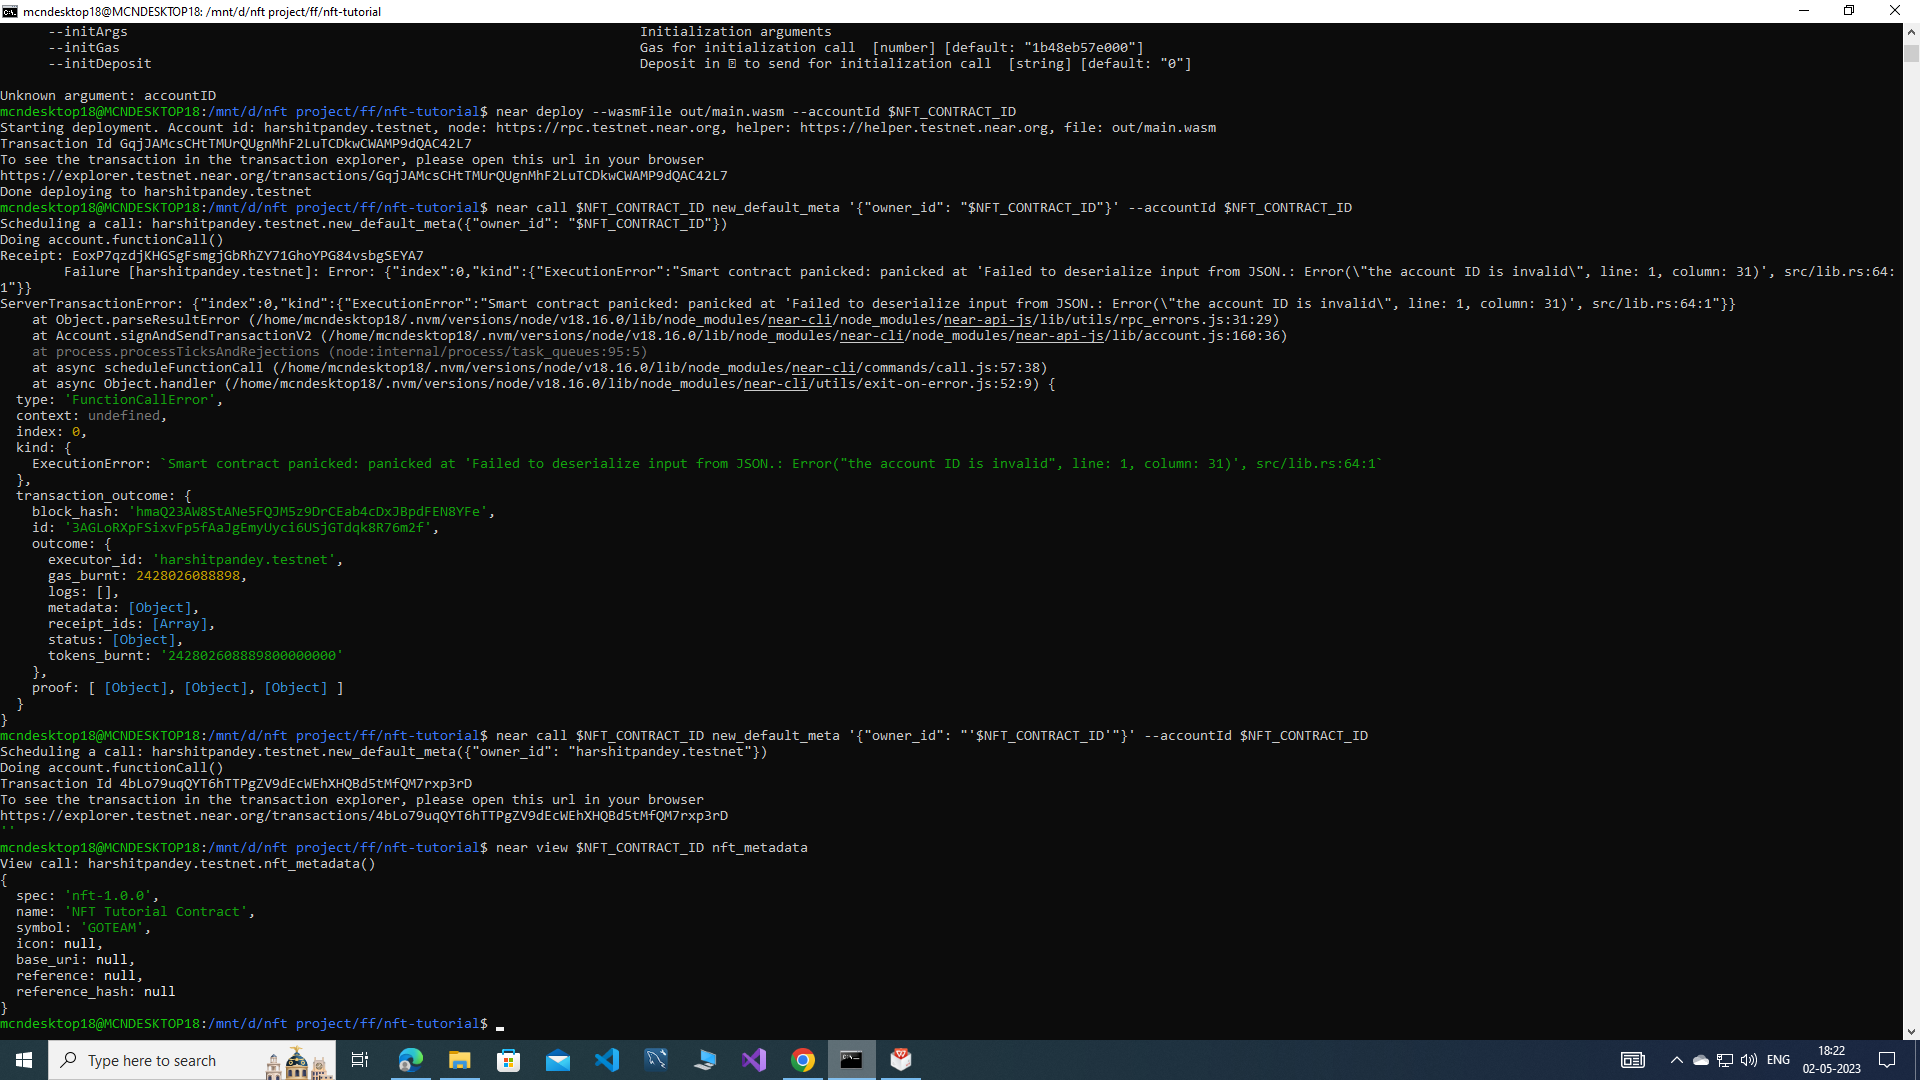 mcndesktop18@MCNDESKTOP18: /mnt/d/nft project/ff/nft-tutorial
--initArgs Initialization arguments
--initGas Gas for initialization call [number] [default: "1b48eb57e000"]
--initDeposit Deposit in to send for initialization call [string] [default: "0"]
Unknown argument: accountID
mcndesktop18@MCNDESKTOP18:/mnt/d/nft project/ff/nft-tutorial$ near deploy --wasmFile out/main.wasm --accountId $NFT_CONTRACT_ID
Starting deployment. Account id: harshitpandey.testnet, node: https://rpc.testnet.near.org, helper: https://helper.testnet.near.org, file: out/main.wasm
Transaction Id GqjJAMcsCHtTMUrQUgnMhF2LuTCDkwCWAMP9dQAC42L7
To see the transaction in the transaction explorer, please open this url in your browser
https://explorer.testnet.near.org/transactions/GqjJAMcsCHtTMUrQUgnMhF2LuTCDkwCWAMP9dQAC42L7
Done deploying to harshitpandey.testnet
mcndesktop18@MCNDESKTOP18:/mnt/d/nft project/ff/nft-tutorial$ near call $NFT_CONTRACT_ID new_default_meta '{"owner_id": "$NFT_CONTRACT_ID"}' --accountId $NFT_CONTRACT_ID
Scheduling a call: harshitpandey.testnet.new_default_meta({"owner_id": "$NFT_CONTRACT_ID"})
Doing account.functionCall()
Receipt: EoxP7qzdjKHGSgFsmgjGbRhZY71GhoYPG84vsbgSEYA7
Failure [harshitpandey.testnet]: Error: {"index":0,"kind":{"ExecutionError":"Smart contract panicked: panicked at 'Failed to deserialize input from JSON.: Error(\"the account ID is invalid\", line: 1, column: 31)', src/lib.rs:64:
1"}}
ServerTransactionError: {"index":0,"kind":{"ExecutionError":"Smart contract panicked: panicked at 'Failed to deserialize input from JSON.: Error(\"the account ID is invalid\", line: 1, column: 31)', src/lib.rs:64:1"}}
at Object.parseResultError (/home/mcndesktop18/.nvm/versions/node/v18.16.0/lib/node_modules/near-cli/node_modules/near-api-js/lib/utils/rpc_errors.js:31:29)
at Account.signAndSendTransactionV2 (/home/mcndesktop18/.nvm/versions/node/v18.16.0/lib/node_modules/near-cli/node_modules/near-api-js/lib/account.js:160:36)
at process.processTicksAndRejections (node:internal/process/task_queues:95:5)
at async scheduleFunctionCall (/home/mcndesktop18/.nvm/versions/node/v18.16.0/lib/node_modules/near-cli/commands/call.js:57:38)
at async Object.handler (/home/mcndesktop18/.nvm/versions/node/v18.16.0/lib/node_modules/near-cli/utils/exit-on-error.js:52:9) {
type: 'FunctionCallError',
context: undefined,
index: 0,
kind: {
ExecutionError: `Smart contract panicked: panicked at 'Failed to deserialize input from JSON.: Error("the account ID is invalid", line: 1, column: 31)', src/lib.rs:64:1`
},
transaction_outcome: {
block_hash: 'hmaQ23AW8StANe5FQJM5z9DrCEab4cDxJBpdFEN8YFe',
id: '3AGLoRXpFSixvFp5fAaJgEmyUyci6USjGTdqk8R76m2f',
outcome: {
executor_id: 'harshitpandey.testnet',
gas_burnt: 2428026088898,
logs: [],
metadata: [Object],
receipt_ids: [Array],
status: [Object],
tokens_burnt: '242802608889800000000'
},
proof: [ [Object], [Object], [Object] ]
}
}
mcndesktop18@MCNDESKTOP18:/mnt/d/nft project/ff/nft-tutorial$ near call $NFT_CONTRACT_ID new_default_meta '{"owner_id": "'$NFT_CONTRACT_ID'"}' --accountId $NFT_CONTRACT_ID
Scheduling a call: harshitpandey.testnet.new_default_meta({"owner_id": "harshitpandey.testnet"})
Doing account.functionCall()
Transaction Id 4bLo79uqQYT6hTTPgZV9dEcWEhXHQBd5tMfQM7rxp3rD
To see the transaction in the transaction explorer, please open this url in your browser
https://explorer.testnet.near.org/transactions/4bLo79uqQYT6hTTPgZV9dEcWEhXHQBd5tMfQM7rxp3rD
''
mcndesktop18@MCNDESKTOP18:/mnt/d/nft project/ff/nft-tutorial$ near view $NFT_CONTRACT_ID nft_metadata
View call: harshitpandey.testnet.nft_metadata()
{
spec: 'nft-1.0.0',
name: 'NFT Tutorial Contract',
symbol: 'GOTEAM',
icon: null,
base_uri: null,
reference: null,
reference_hash: null
}
mcndesktop18@MCNDESKTOP18:/mnt/d/nft project/ff/nft-tutorial$
Type here to search
ENG
18:22
02-05-2023